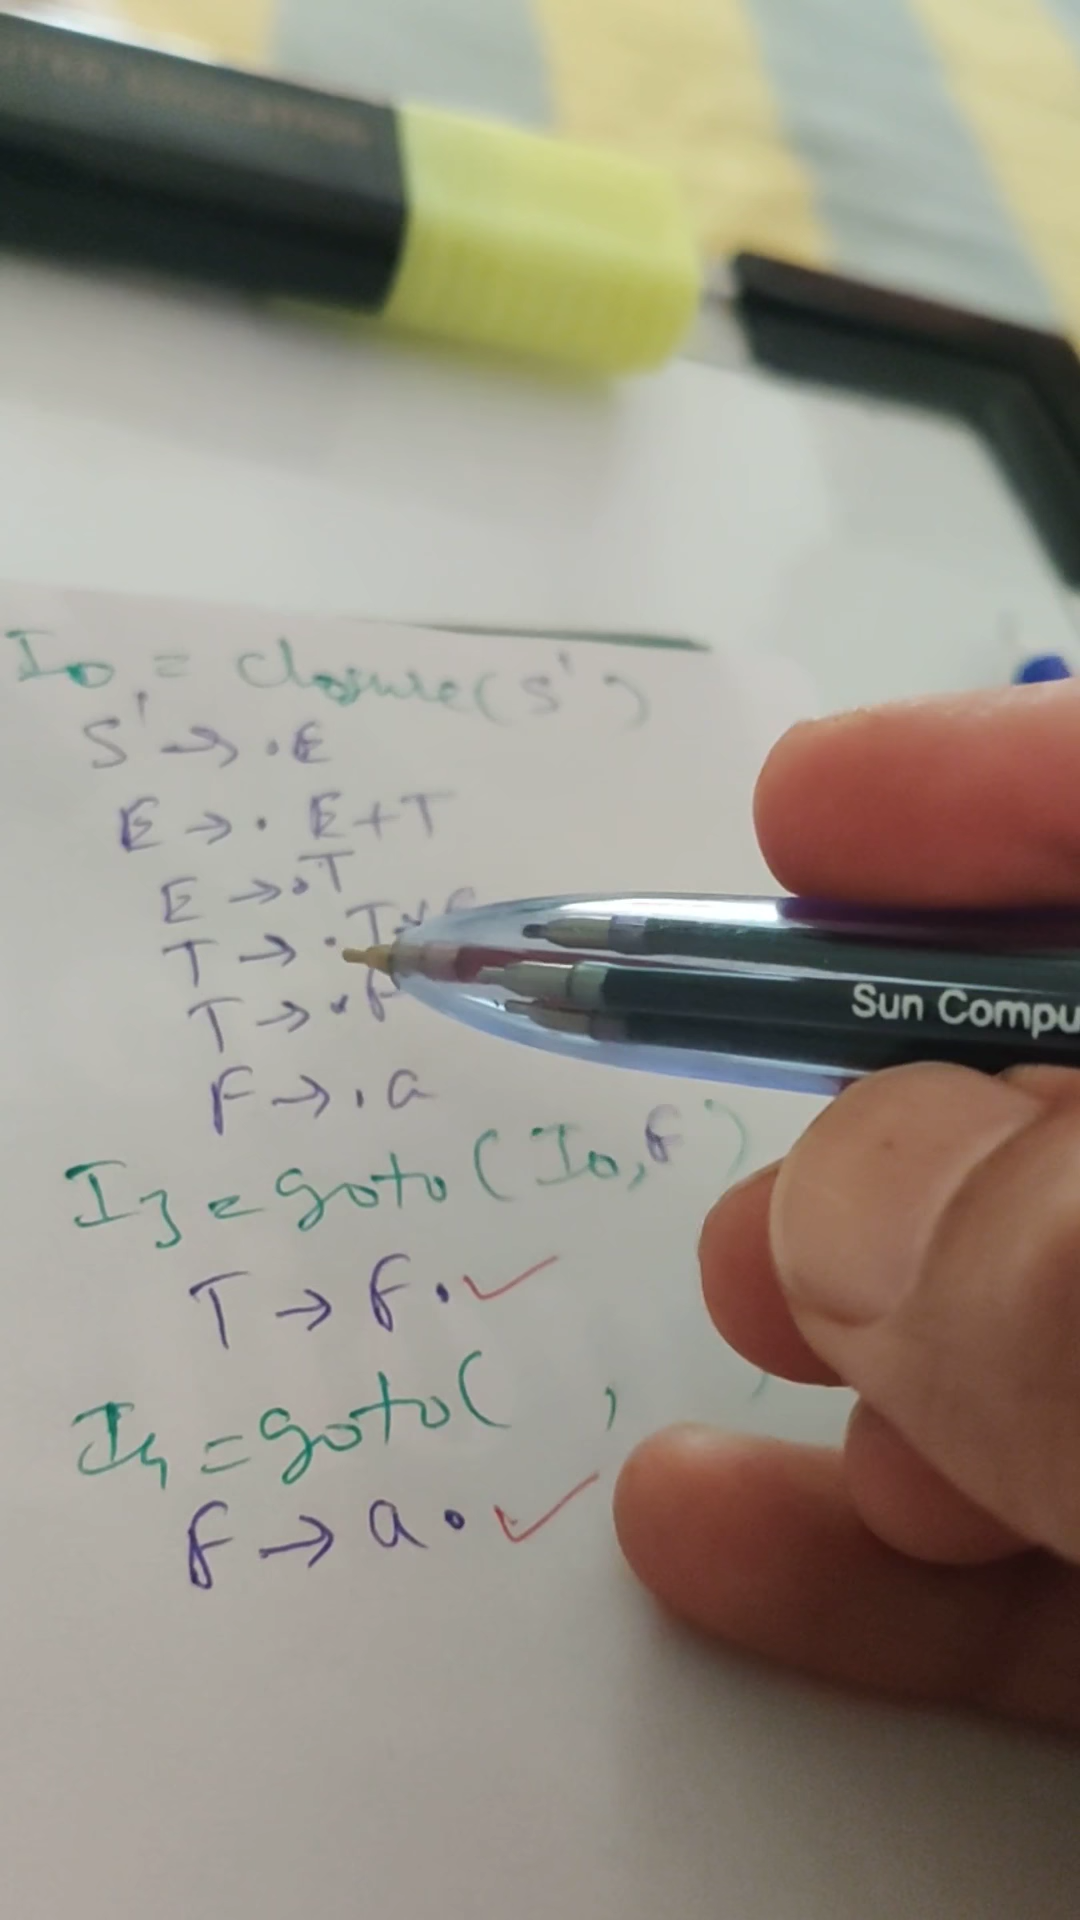 I0 = closure(S')
S' → .E
E → . E+T
E → .T
T → . T*F
T → .F
F → .a
I3 = goto(I0,F)
T → F. ✓
I4 = goto( ,
F → a. ✓
Sun Compu